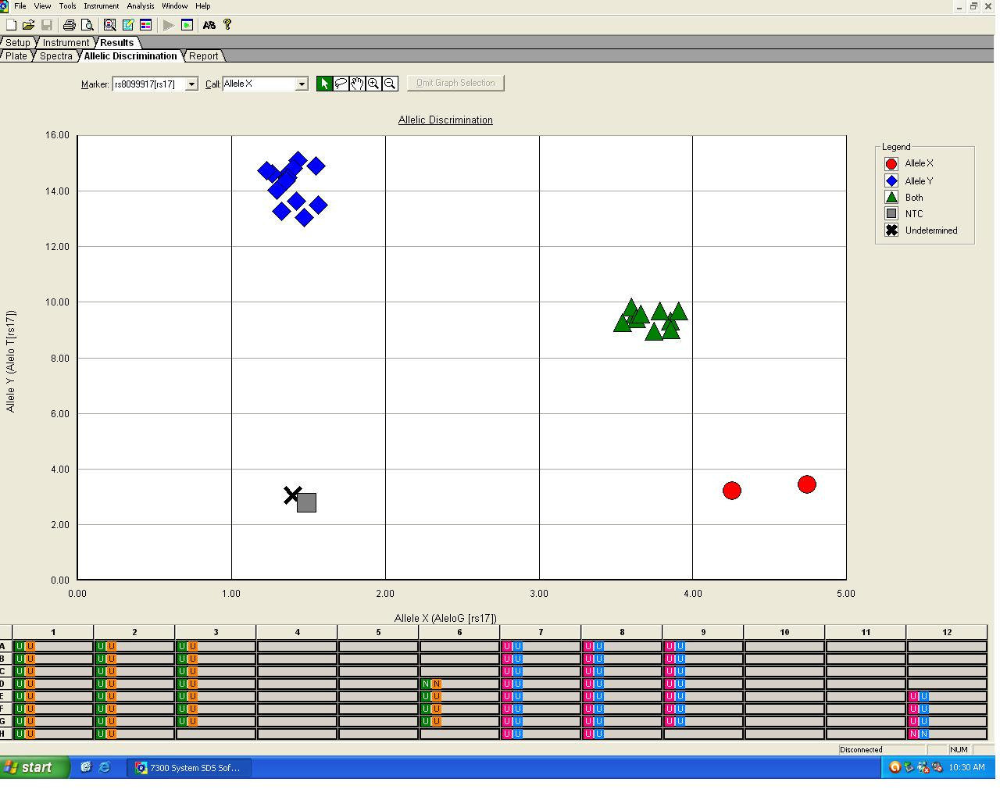 File View Tools Instrument Analysis Window Help
Setup Instrument Results
Plate Spectra Allelic Discrimination Report
Marker: rs8099917[rs17] Call: Allele X Omit Graph Selection
Allelic Discrimination
16.00
14.00
12.00
10.00
8.00
6.00
4.00
2.00
0.00
Allele Y (Alelo T[rs17])
0.00 1.00 2.00 3.00 4.00 5.00
Allele X (AleloG [rs17])
Legend
Allele X
Allele Y
Both
NTC
Undetermined
1 2 3 4 5 6 7 8 9 10 11 12
A U U U U U U U U U U U U
B U U U U U U U U U U U U
C U U U U U U U U U U U U
D U U U U U U N N U U U U U U
E U U U U U U U U U U U U U U U U
F U U U U U U U U U U U U U U U U
G U U U U U U U U U U U U U U U U
H U U U U U U U U N N
Disconnected NUM
start 7300 System SDS Sof... 10:30 AM